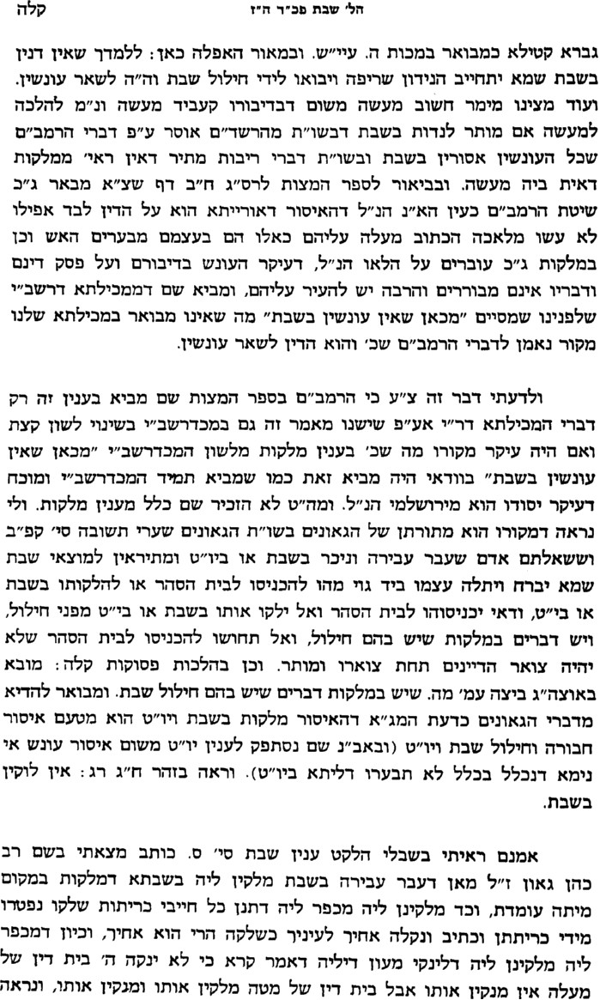 הל׳ שבת פכ״ד ה״ז קלה
גברא קטילא כמבואר במכות ה. עיי״ש. ובמאור האפלה כאן: ללמדך שאין דנין
בשבת שמא יתחייב הנידון שריפה ויבואו לידי חילול שבת וה״ה לשאר עונשין.
ועוד מצינו מימר חשוב מעשה משום דבדיבורו קעביד מעשה ונ״מ להלכה
למעשה אם מותר לנדות בשבת דבשו״ת מהרשד״ם אוסר ע״פ דברי הרמב״ם
שכל העונשין אסורין בשבת ובשו״ת דברי ריבות מתיר דאין ראי׳ ממלקות
דאית ביה מעשה. ובביאור לספר המצות לרס״ג ח״ב דף שצ״א מבאר ג״כ
שיטת הרמב״ם כעין הא״נ הנ״ל דהאיסור דאורייתא הוא על הדין לבד אפילו
לא עשו מלאכה הכתוב מעלה עליהם כאלו הם בעצמם מבערים האש וכן
במלקות ג״כ עוברים על הלאו הנ״ל, דעיקר העונש בדיבורם ועל פסק דינם
ודבריו אינם מבוררים והרבה יש להעיר עליהם, ומביא שם דממכילתא דרשב״י
שלפנינו שמסיים ״מכאן שאין עונשין בשבת״ מה שאינו מבואר במכילתא שלנו
מקור נאמן לדברי הרמב״ם שכ׳ והוא הדין לשאר עונשין.
ולדעתי דבר זה צ״ע כי הרמב״ם בספר המצות שם מביא בענין זה רק
דברי המכילתא דר״י אע״פ שישנו מאמר זה גם במכדרשב״י בשינוי לשון קצת
ואם היה עיקר מקורו מה שכ׳ בענין מלקות מלשון המכדרשב״י ״מכאן שאין
עונשין בשבת״ בוודאי היה מביא זאת כמו שמביא תמיד המכדרשב״י ומוכח
דעיקר יסודו הוא מירושלמי הנ״ל. ומה״ט לא הזכיר שם כלל מענין מלקות. ולי
נראה דמקורו הוא מתורתן של הגאונים בשו״ת הגאונים שערי תשובה סי׳ קפ״ב
וששאלתם אדם שעבר עבירה וניכר בשבת או ביו״ט ומתיראין למוצאי שבת
שמא יברח ויתלה עצמו ביד גוי מהו להכניסו לבית הסהר או להלקותו בשבת
או בי״ט, ודאי יכניסוהו לבית הסהר ואל ילקו אותו בשבת או בי״ט מפני חילול,
ויש דברים במלקות שיש בהם חילול, ואל תחושו להכניסו לבית הסהר שלא
יהיה צואר הדיינים תחת צוארו ומותר. וכן בהלכות פסוקות קלה: מובא
באוצה״ג ביצה עמ׳ מה. שיש במלקות דברים שיש בהם חילול שבת. ומבואר להדיא
מדברי הגאונים כדעת המג״א דהאיסור מלקות בשבת ויו״ט הוא מטעם איסור
חבורה וחילול שבת ויו״ט (ובאב״נ שם נסתפק לענין יו״ט משום איסור עונש אי
נימא דנכלל בכלל לא תבערו דליתא ביו״ט). וראה בזהר ח״ג רג: אין לוקין
בשבת.
אמנם ראיתי בשבלי הלקט ענין שבת סי׳ ס. כותב מצאתי בשם רב
כהן גאון ז״ל מאן דעבר עבירה בשבת מלקין ליה בשבתא דמלקות במקום
מיתה עומדת, וכד מלקינן ליה מכפר ליה דתנן כל חייבי כריתות שלקו נפטרו
מידי כריתתן וכתיב ונקלה אחיך לעיניך כשלקה הרי הוא אחיך, וכיון דמכפר
ליה מלקינן ליה דלינקי מעון דיליה דאמר קרא כי לא ינקה ה׳ בית דין של
מעלה אין מנקין אותו אבל בית דין של מטה מלקין אותו ומנקין אותו, ונראה